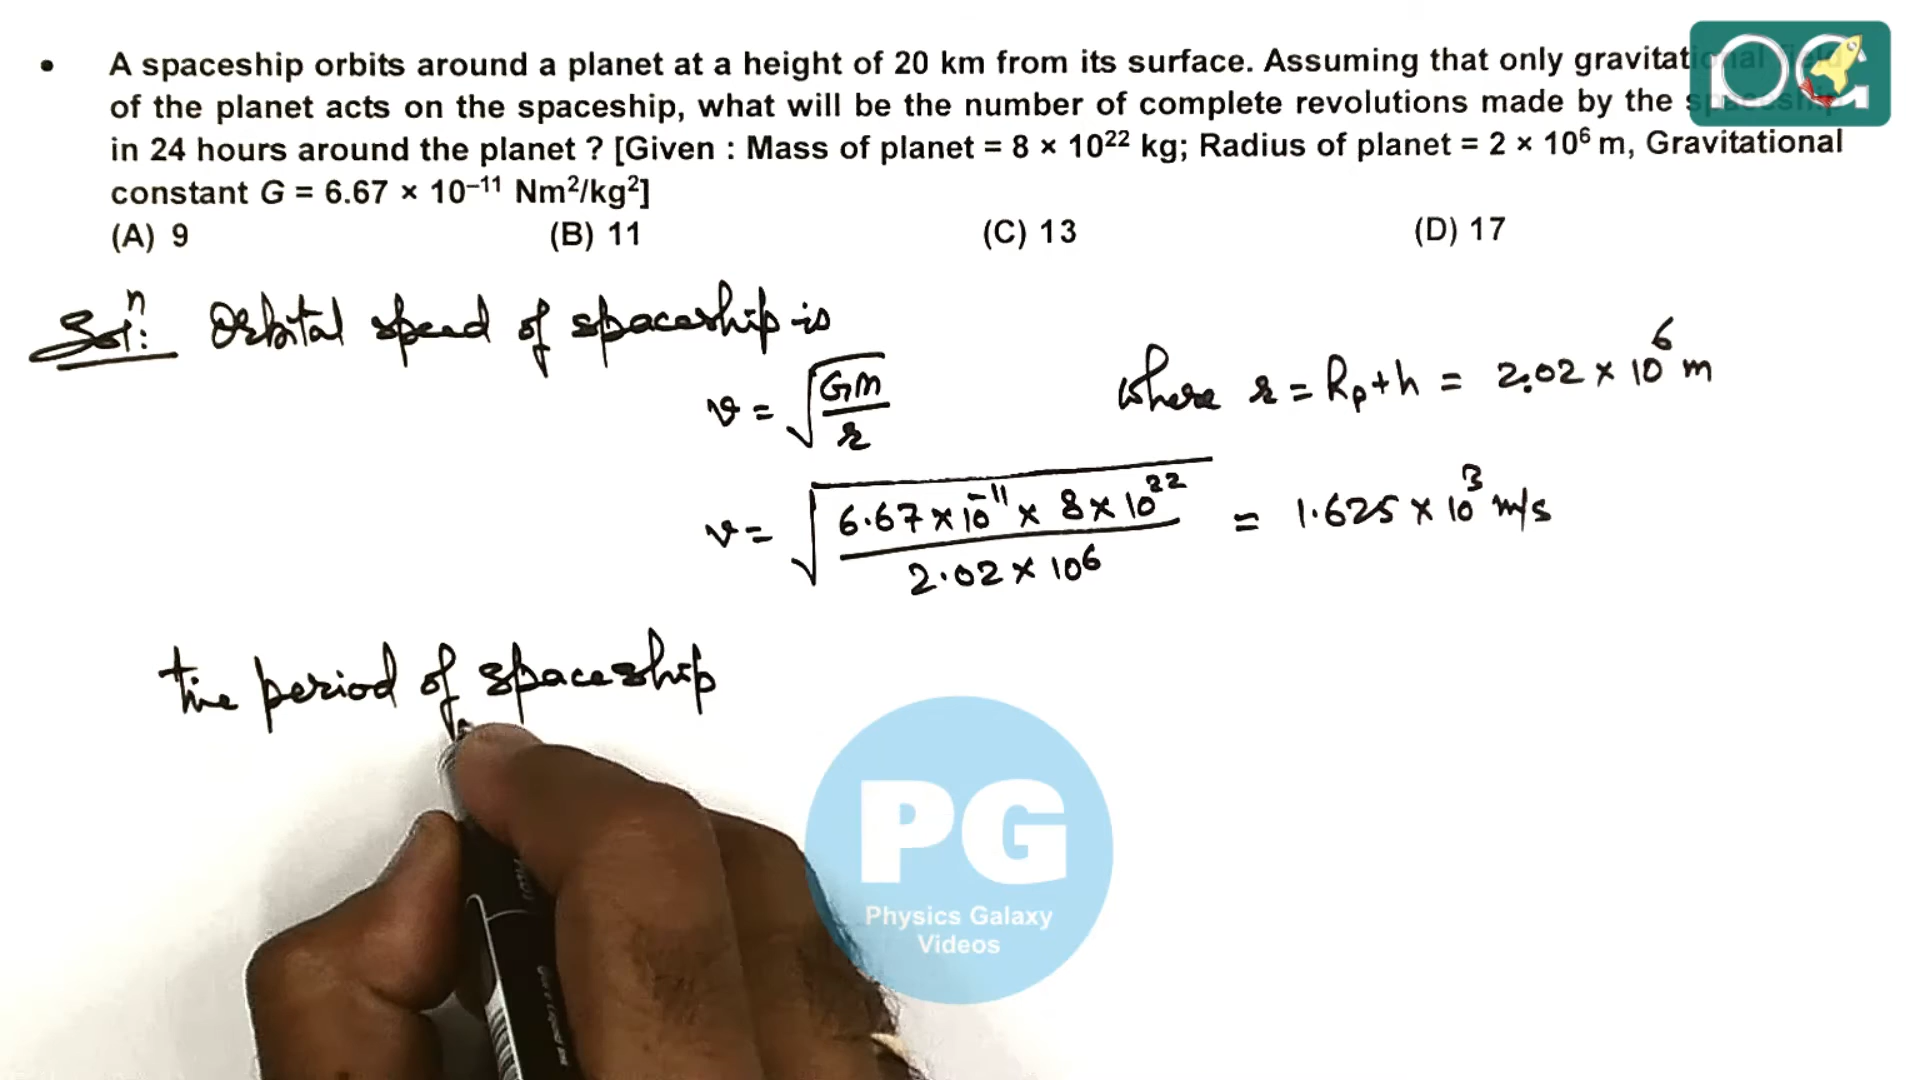 • A spaceship orbits around a planet at a height of 20 km from its surface. Assuming that only gravitational field
of the planet acts on the spaceship, what will be the number of complete revolutions made by the spaceship
in 24 hours around the planet ? [Given : Mass of planet = 8 × 10²² kg; Radius of planet = 2 × 10⁶ m, Gravitational
constant G = 6.67 × 10⁻¹¹ Nm²/kg²]
(A) 9 (B) 11 (C) 13 (D) 17
Solⁿ: Orbital speed of spaceship is
v = √(GM/r) where r = Rₚ+h = 2.02 × 10⁶ m
v = √(6.67 × 10⁻¹¹ × 8 × 10²²/2.02 × 10⁶) = 1.625 × 10³ m/s
time period of spaceship
PG
Physics Galaxy
Videos